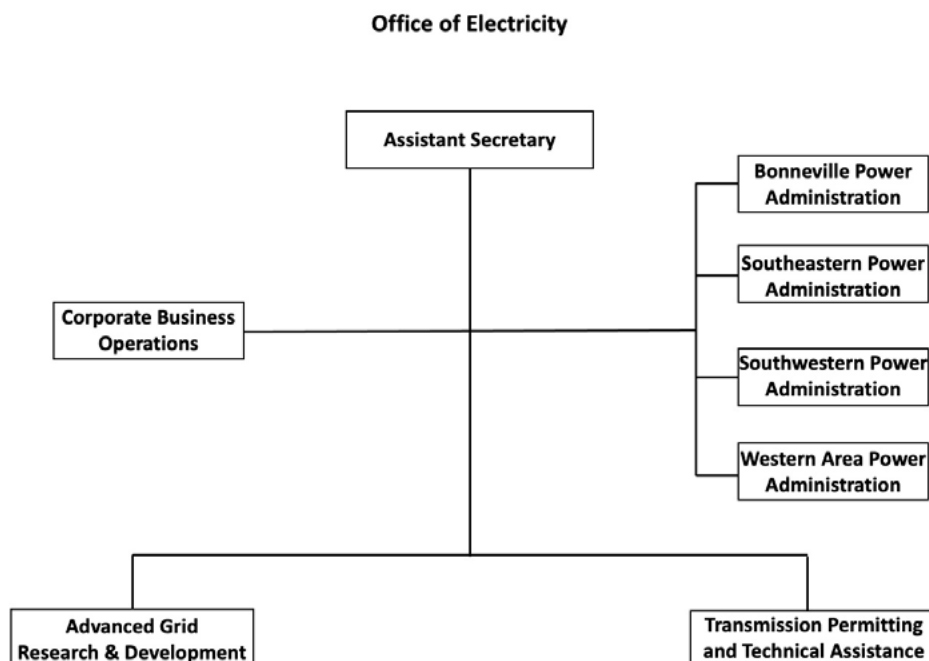 Office of Electricity
Assistant Secretary
Bonneville Power
Administration
Southeastern Power
Administration
Corporate Business
Operations
Southwestern Power
Administration
Western Area Power
Administration
Advanced Grid
Research & Development
Transmission Permitting
and Technical Assistance